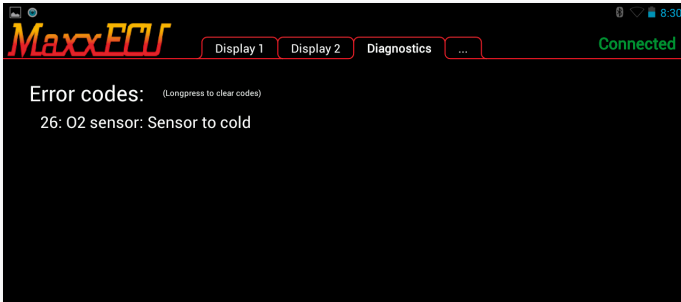 8:30
MaxxECU
Display 1
Display 2
Diagnostics
...
Connected
Error codes:
(Longpress to clear codes)
26: O2 sensor: Sensor to cold